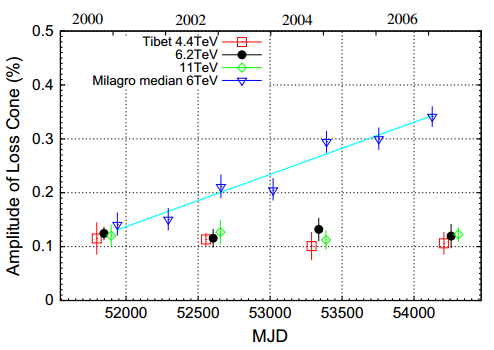 2000 2002 2004 2006
0.5
Tibet 4.4TeV
6.2TeV
11TeV
Milagro median 6TeV
0.4
0.3
0.2
0.1
0
Amplitude of Loss Cone (%)
52000 52500 53000 53500 54000
MJD